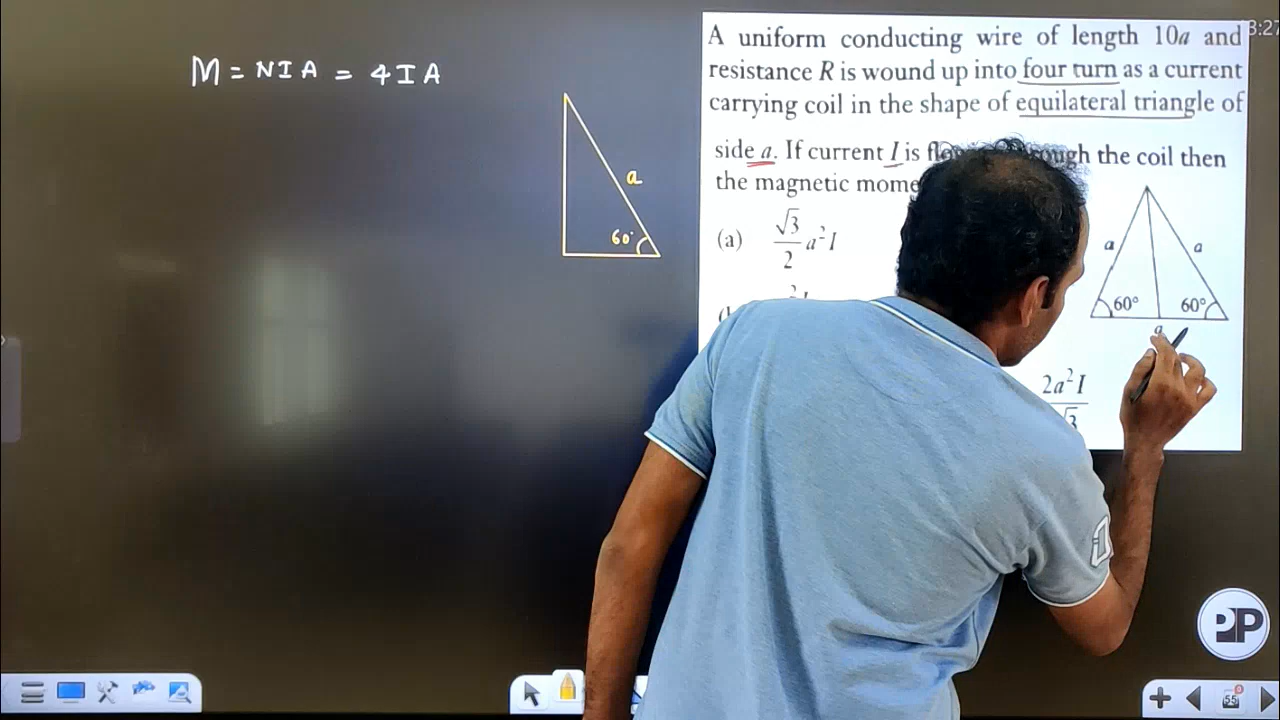 M = NIA = 4IA
a
60°
A uniform conducting wire of length 10a and
resistance R is wound up into four turn as a current
carrying coil in the shape of equilateral triangle of
side a. If current I is through the coil then
the magnetic
(a) √3/2 a²I
2a²I
a
a
60°
60°
a
55